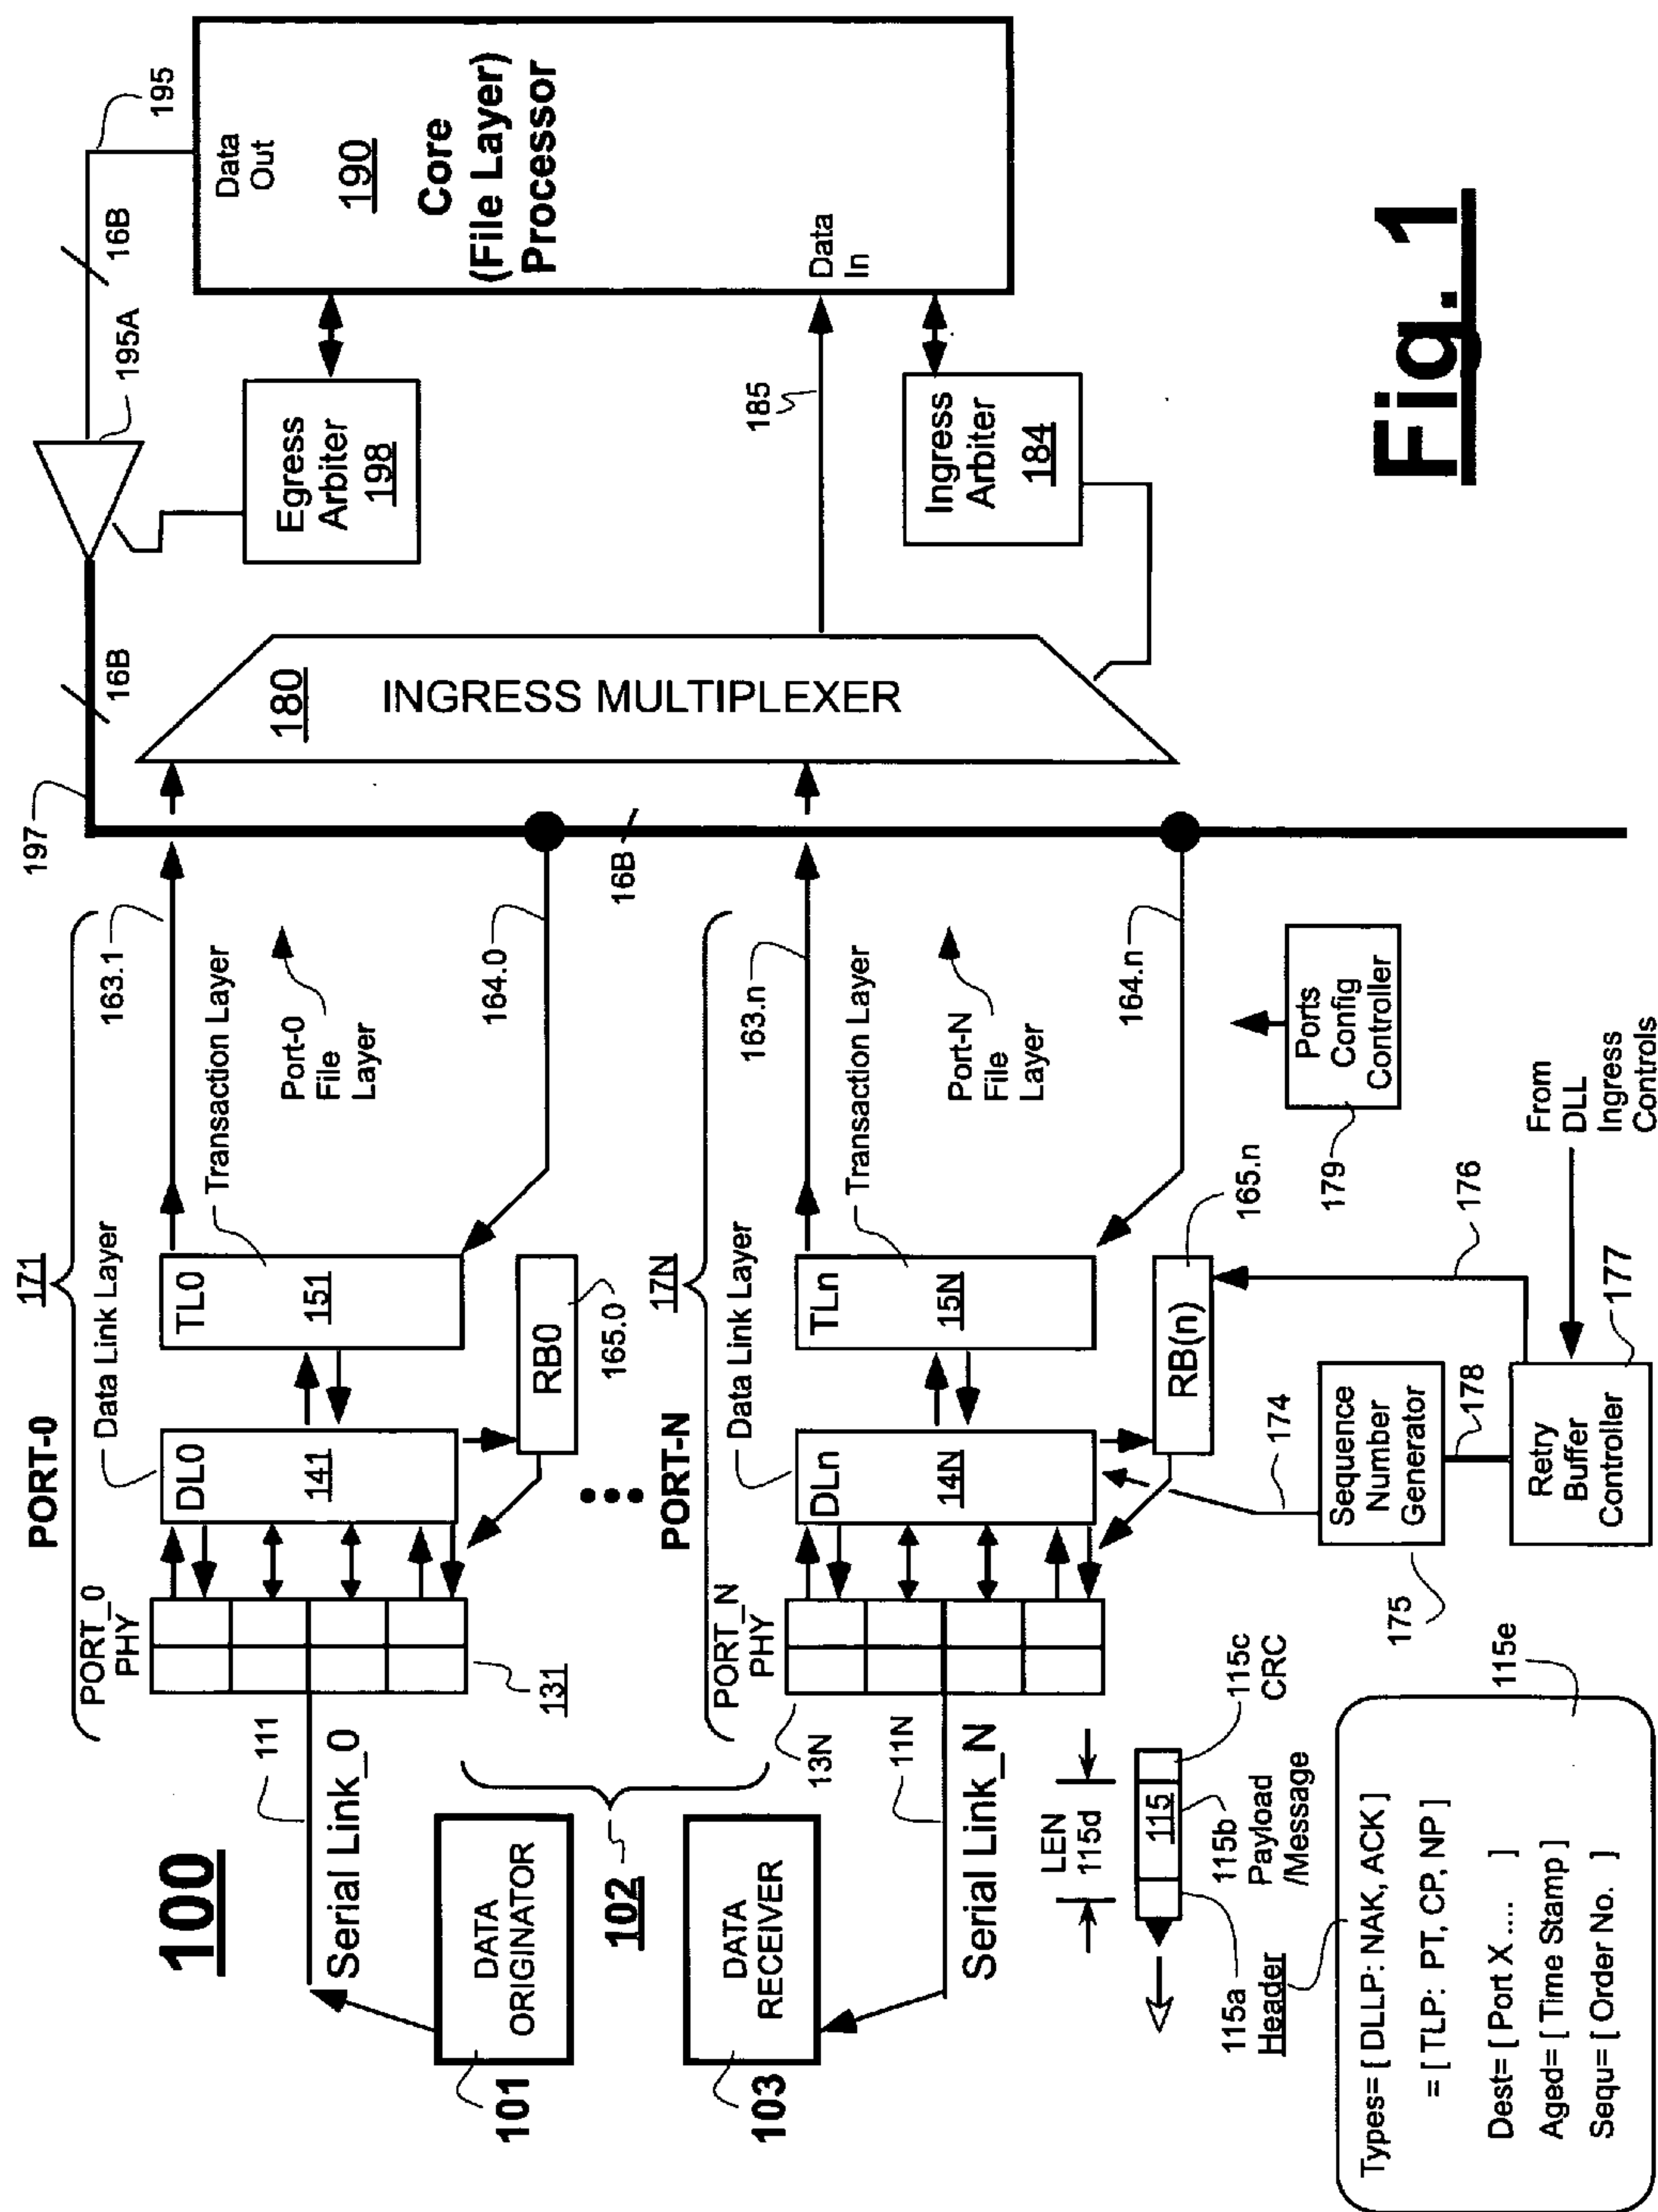 100
101
DATA
ORIGINATOR
Serial Link_0
111
102
103
DATA
RECEIVER
Serial Link_N
11N
171
PORT-0
PORT_0
PHY
131
Data Link Layer
DL0
141
Transaction Layer
TL0
151
RB0
165.0
163.1
Port-0
File
Layer
164.0
17N
PORT-N
PORT_N
PHY
13N
Data Link Layer
DLn
14N
Transaction Layer
TLn
15N
RB(n)
165.n
163.n
Port-N
File
Layer
164.n
197
16B
16B
16B
195A
195
180
INGRESS MULTIPLEXER
185
Egress
Arbiter
198
Ingress
Arbiter
184
Data
Out
190
Core
(File Layer)
Processor
Data
In
LEN
115d
115
115a
Header
115b
Payload
/Message
115c
CRC
115e
Types= [ DLLP: NAK, ACK]
= [ TLP: PT, CP, NP]
Dest= [ Port X .... ]
Aged= [ Time Stamp ]
Sequ= [ Order No. ]
175
Sequence
Number
Generator
174
178
Retry
Buffer
Controller
177
176
From
DLL
Ingress
Controls
179
Ports
Config
Controller
Fig. 1